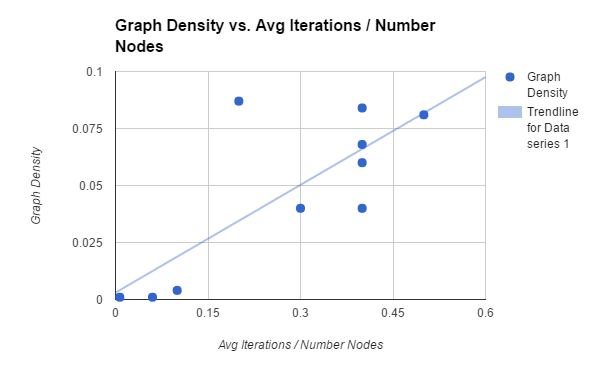 Graph Density vs. Avg Iterations / Number
Nodes
0.1
0.075
0.05
0.025
0
0
0.15
0.3
0.45
0.6
Graph Density
Avg Iterations / Number Nodes
Graph
Density
Trendline
for Data
series 1